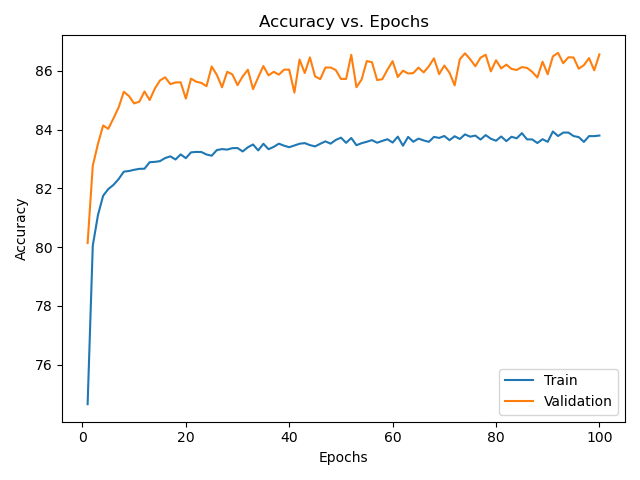 Accuracy vs. Epochs
86
84
82
80
78
76
Accuracy
0 20 40 60 80 100
Epochs
Train
Validation